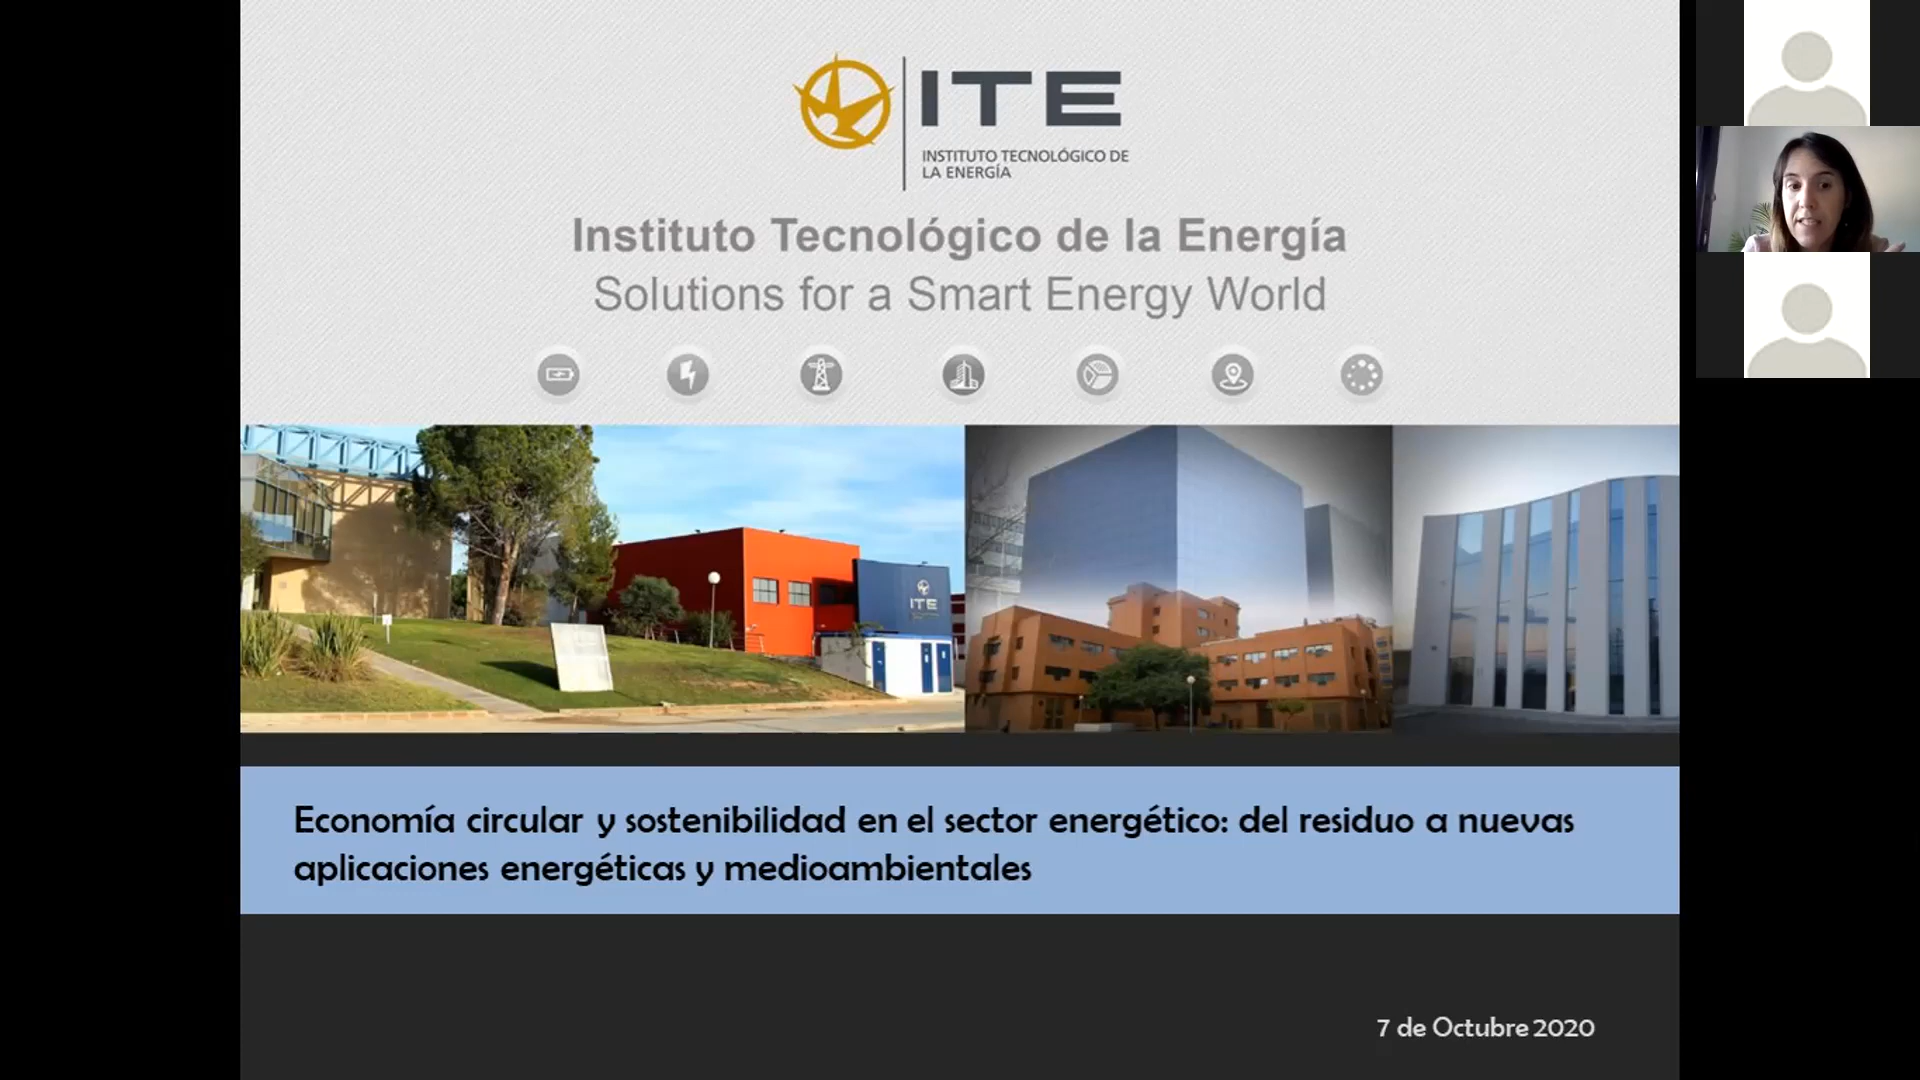 ITE
INSTITUTO TECNOLÓGICO DE
LA ENERGÍA
Instituto Tecnológico de la Energía
Solutions for a Smart Energy World
ITE
Economía circular y sostenibilidad en el sector energético: del residuo a nuevas
aplicaciones energéticas y medioambientales
7 de Octubre 2020